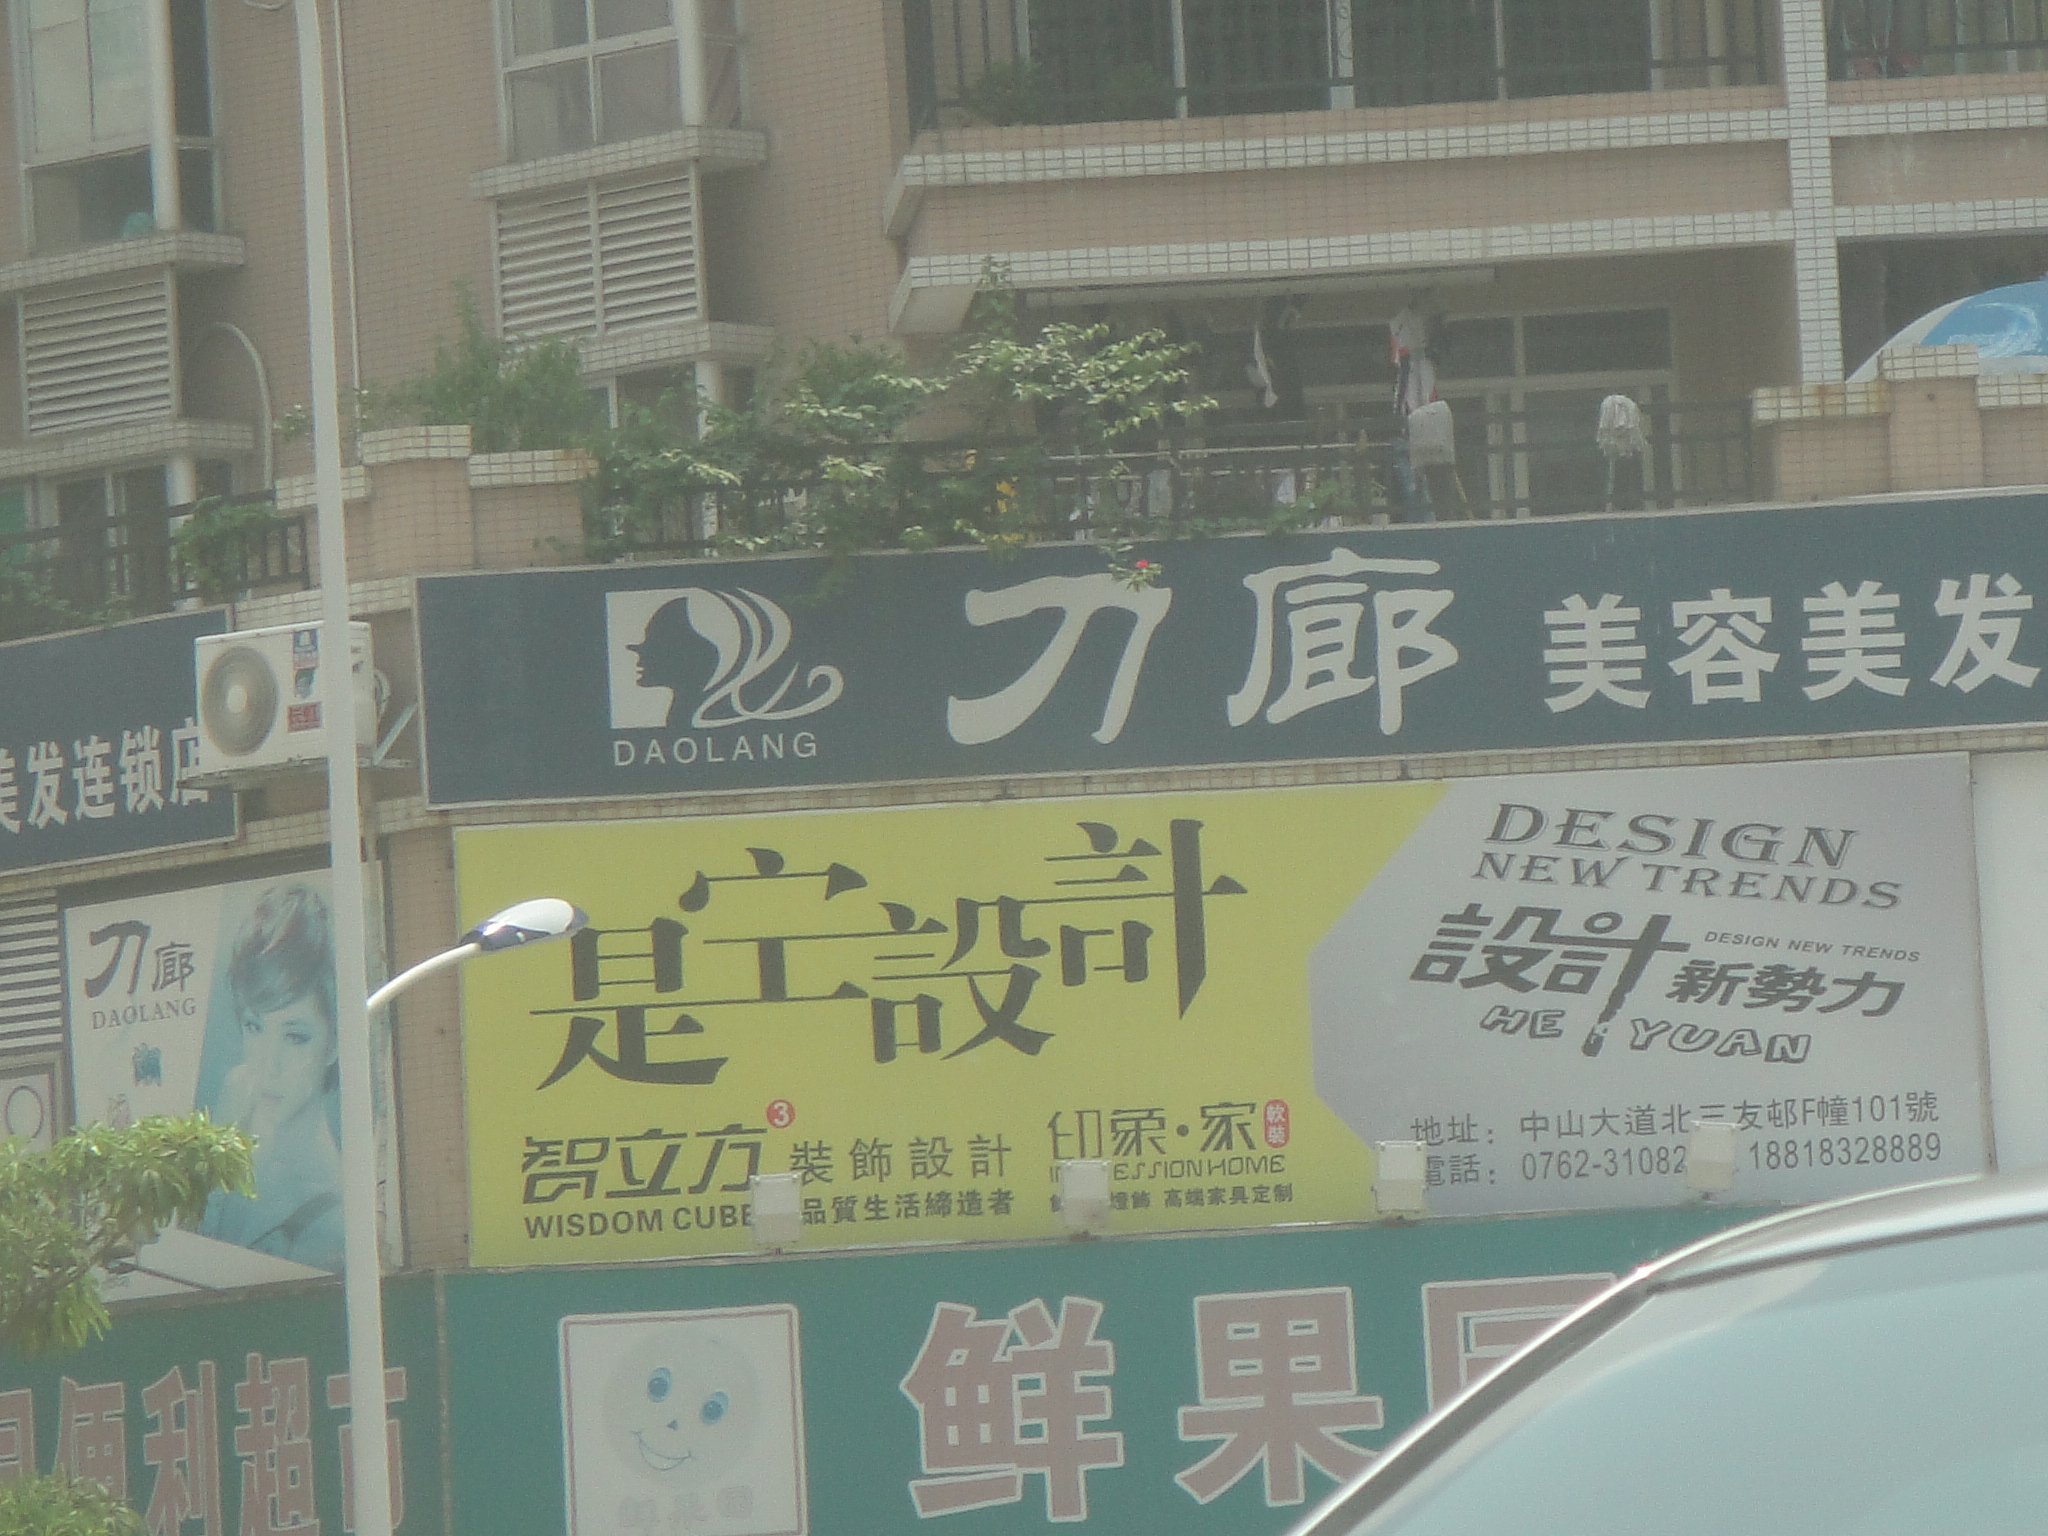 刀廊 美容美发
DAOLANG
美发连锁店
刀廊
DAOLANG
是空設計
智立方3 裝飾設計
WISDOM CUBE 品質生活締造者
印象·家 軟裝
高端家具定制
DESIGN
NEW TRENDS
設計 DESIGN NEW TRENDS
新勢力
HE YUAN
地址：中山大道北三友邨F幢101號
電話：0762-31082 18818328889
鲜果
便利超市